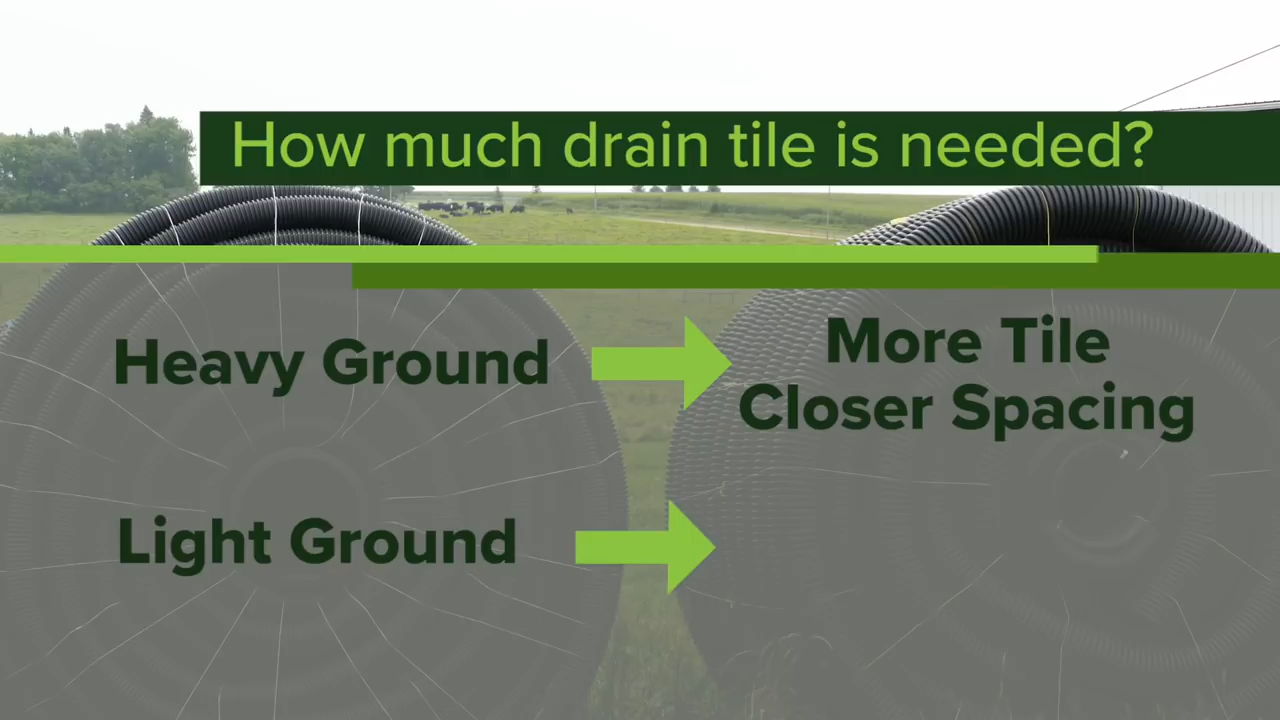 How much drain tile is needed?
Heavy Ground
More Tile
Closer Spacing
Light Ground